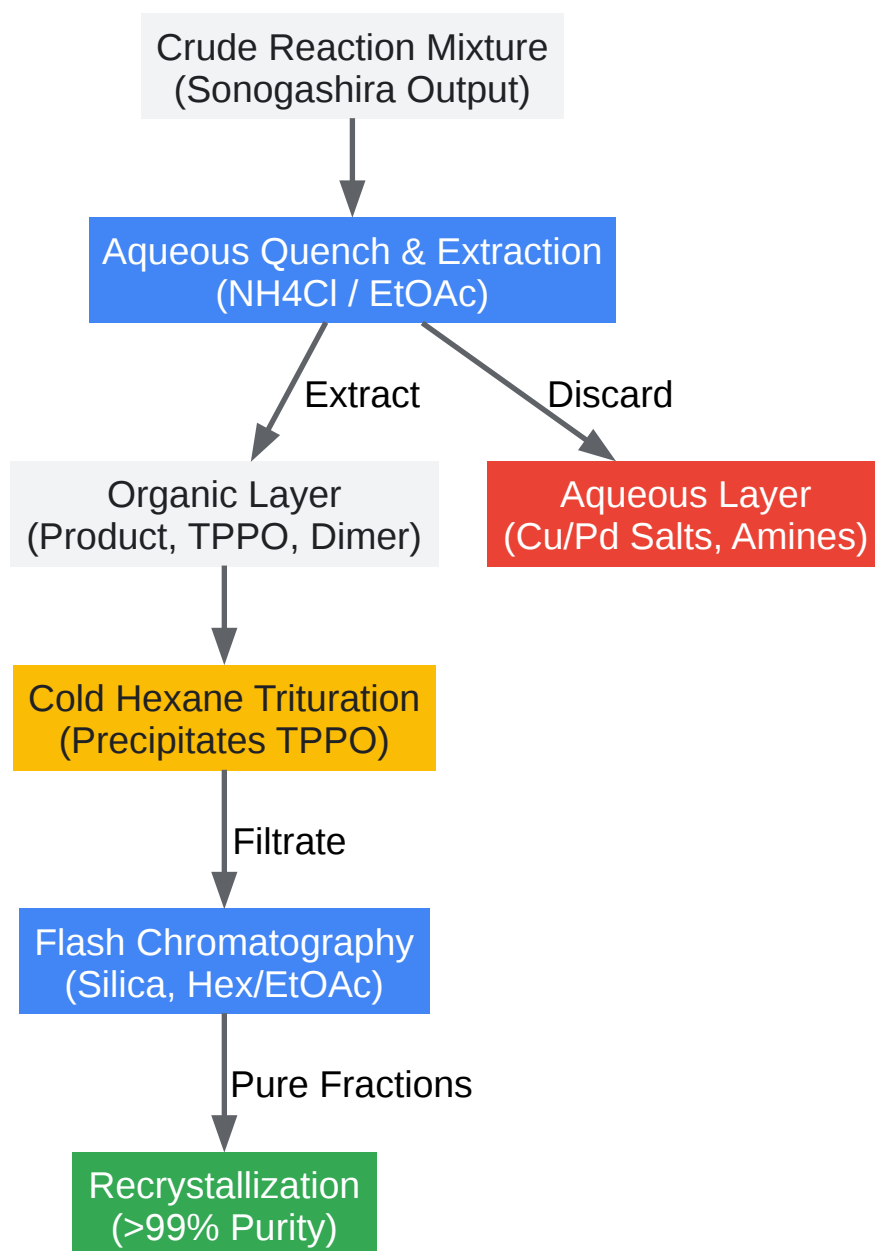 Crude Reaction Mixture
(Sonogashira Output)
Aqueous Quench & Extraction
(NH4Cl / EtOAc)
Extract
Discard
Organic Layer
(Product, TPPO, Dimer)
Aqueous Layer
(Cu/Pd Salts, Amines)
Cold Hexane Trituration
(Precipitates TPPO)
Filtrate
Flash Chromatography
(Silica, Hex/EtOAc)
Pure Fractions
Recrystallization
(>99% Purity)